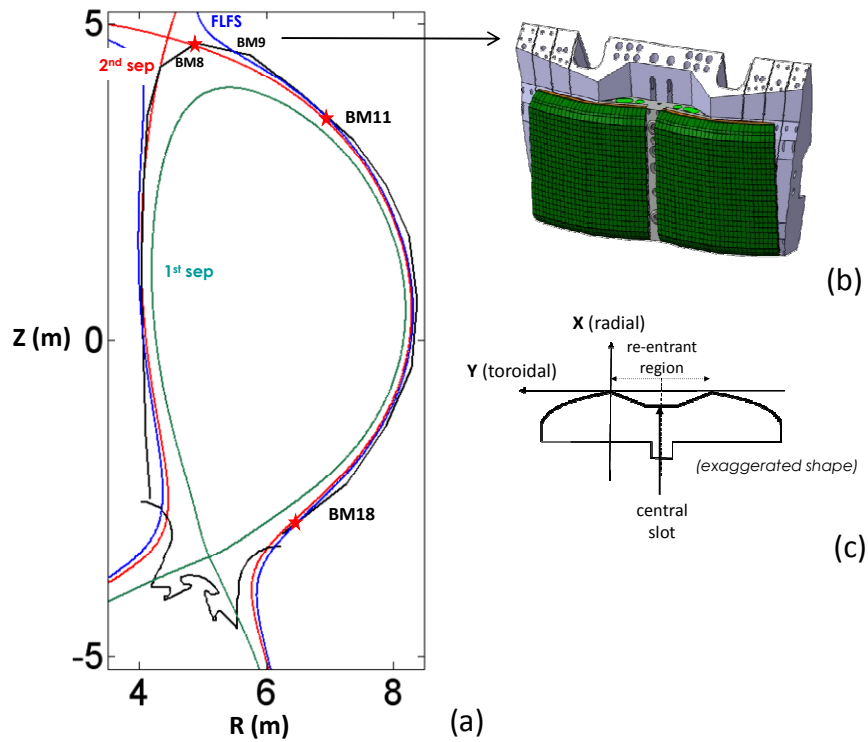 5
FLFS
BM9
2nd sep
BM8
BM11
1st sep
Z (m)
0
BM18
-5
4
6
8
R (m)
(a)
(b)
X (radial)
re-entrant
region
Y (toroidal)
(exaggerated shape)
central
slot
(c)